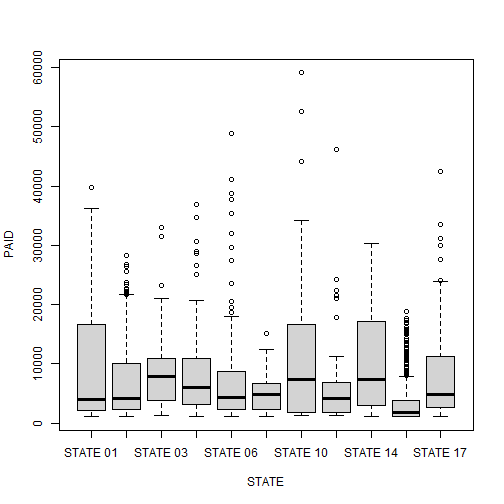 60000
50000
40000
30000
20000
10000
0
PAID
STATE 01
STATE 03
STATE 06
STATE 10
STATE 14
STATE 17
STATE